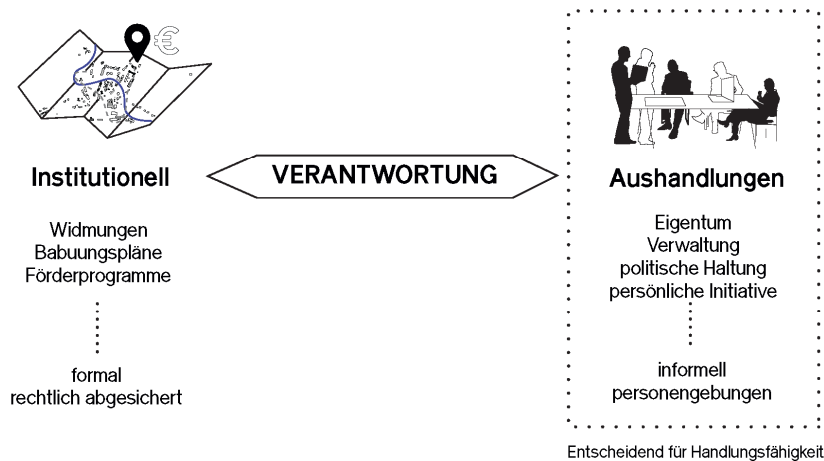 €
Institutionell
Widmungen
Babuungspläne
Förderprogramme
formal
rechtlich abgesichert
VERANTWORTUNG
Aushandlungen
Eigentum
Verwaltung
politische Haltung
persönliche Initiative
informell
personengebungen
Entscheidend für Handlungsfähigkeit